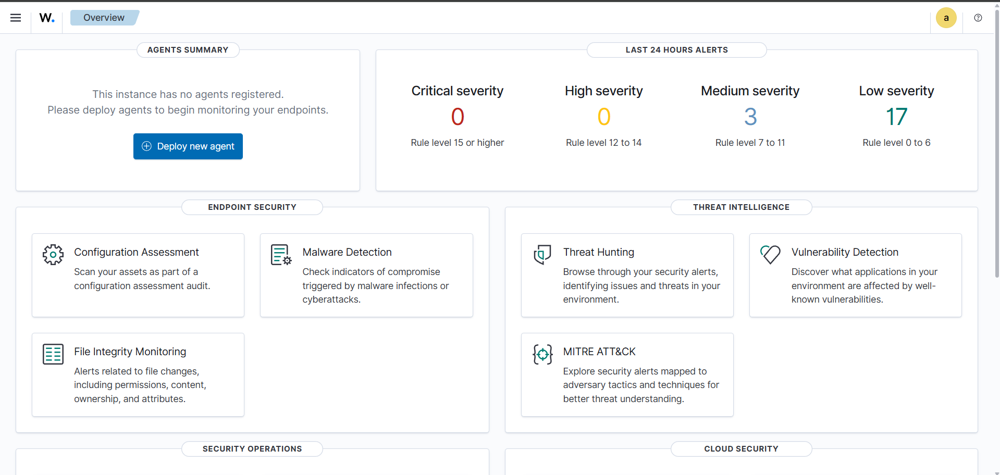 W.
Overview
a
?
AGENTS SUMMARY
This instance has no agents registered.
Please deploy agents to begin monitoring your endpoints.
Deploy new agent
LAST 24 HOURS ALERTS
Critical severity
0
Rule level 15 or higher
High severity
0
Rule level 12 to 14
Medium severity
3
Rule level 7 to 11
Low severity
17
Rule level 0 to 6
ENDPOINT SECURITY
Configuration Assessment
Scan your assets as part of a
configuration assessment audit.
Malware Detection
Check indicators of compromise
triggered by malware infections or
cyberattacks.
File Integrity Monitoring
Alerts related to file changes,
including permissions, content,
ownership, and attributes.
THREAT INTELLIGENCE
Threat Hunting
Browse through your security alerts,
identifying issues and threats in your
environment.
Vulnerability Detection
Discover what applications in your
environment are affected by well-
known vulnerabilities.
MITRE ATT&CK
Explore security alerts mapped to
adversary tactics and techniques for
better threat understanding.
SECURITY OPERATIONS
CLOUD SECURITY